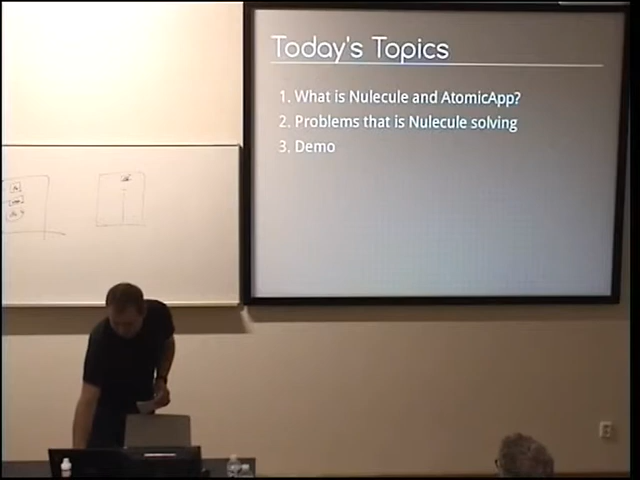 Today's Topics
1. What is Nulecule and AtomicApp?
2. Problems that is Nulecule solving
3. Demo